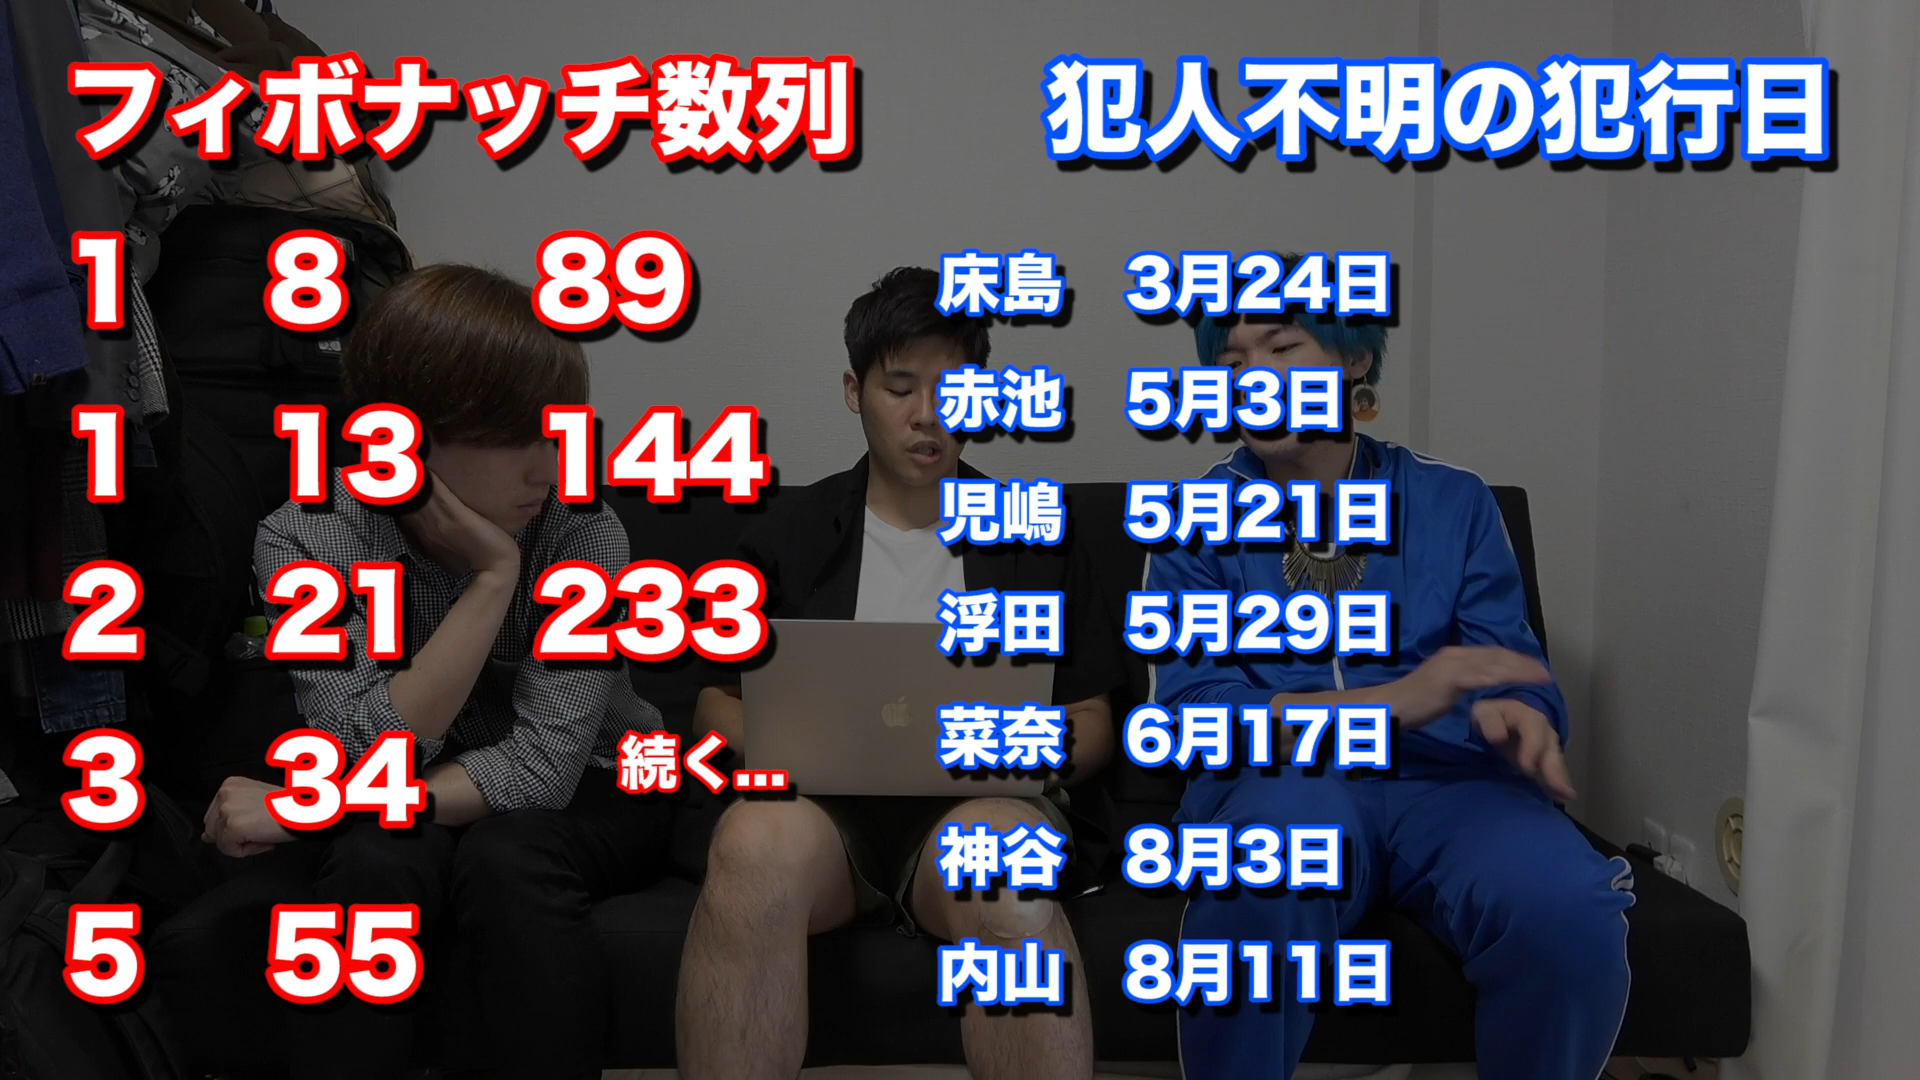 フィボナッチ数列
1 8 89
1 13 144
2 21 233
3 34 続く...
5 55
犯人不明の犯行日
床島 3月24日
赤池 5月3日
児嶋 5月21日
浮田 5月29日
菜奈 6月17日
神谷 8月3日
内山 8月11日